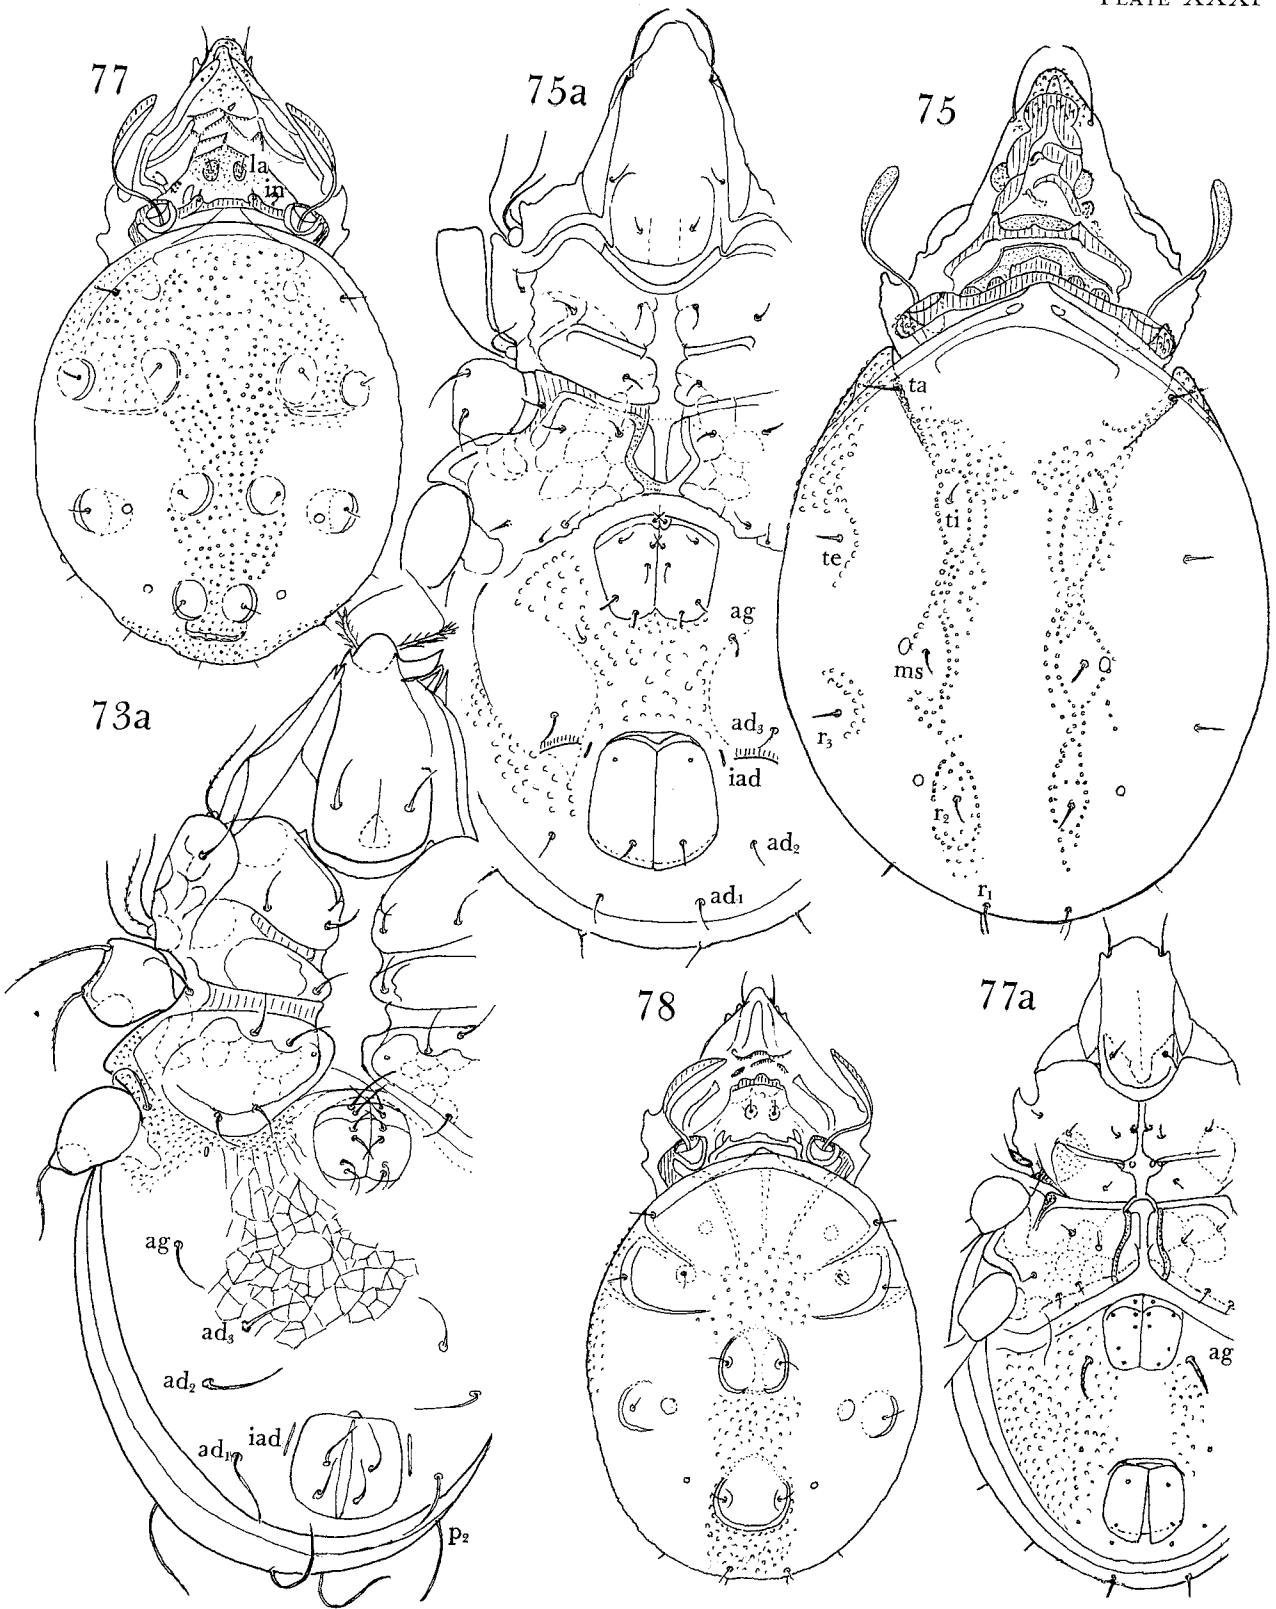 PLATE XXXI
77
75a
75
la
in
ta
ti
te
ag
ms
ad₃
r₃
iad
73a
r₂
ad₂
r₁
ad₁
78
77a
ag
ad₃
ad₂
ag
ad₁
iad
p₂